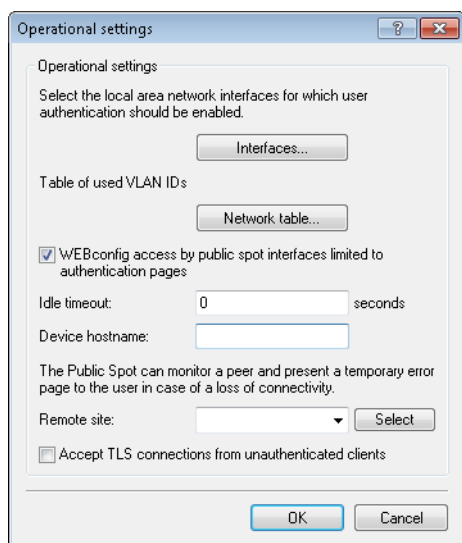 Operational settings
Operational settings
Select the local area network interfaces for which user
authentication should be enabled.
Interfaces...
Table of used VLAN IDs
Network table...
WEBconfig access by public spot interfaces limited to
authentication pages
Idle timeout: 0 seconds
Device hostname:
The Public Spot can monitor a peer and present a temporary error
page to the user in case of a loss of connectivity.
Remote site: Select
Accept TLS connections from unauthenticated clients
OK Cancel